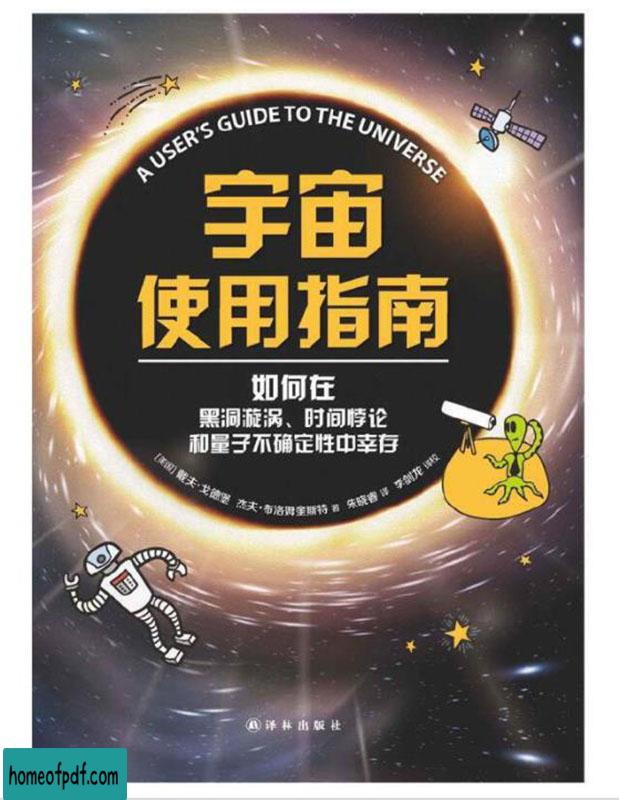 A USER'S GUIDE TO THE UNIVERSE
宇宙
使用指南
如何在
黑洞漩涡、时间悖论
和量子不确定性中幸存
[美国] 戴夫·戈德堡 杰夫·布洛姆奎斯特 著 朱晓睿 译 李剑龙 译校
译林出版社
homeofpdf.com